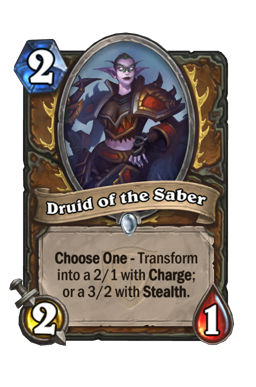 2
Druid of the Saber
Choose One - Transform
into a 2/1 with Charge;
or a 3/2 with Stealth.
2
1